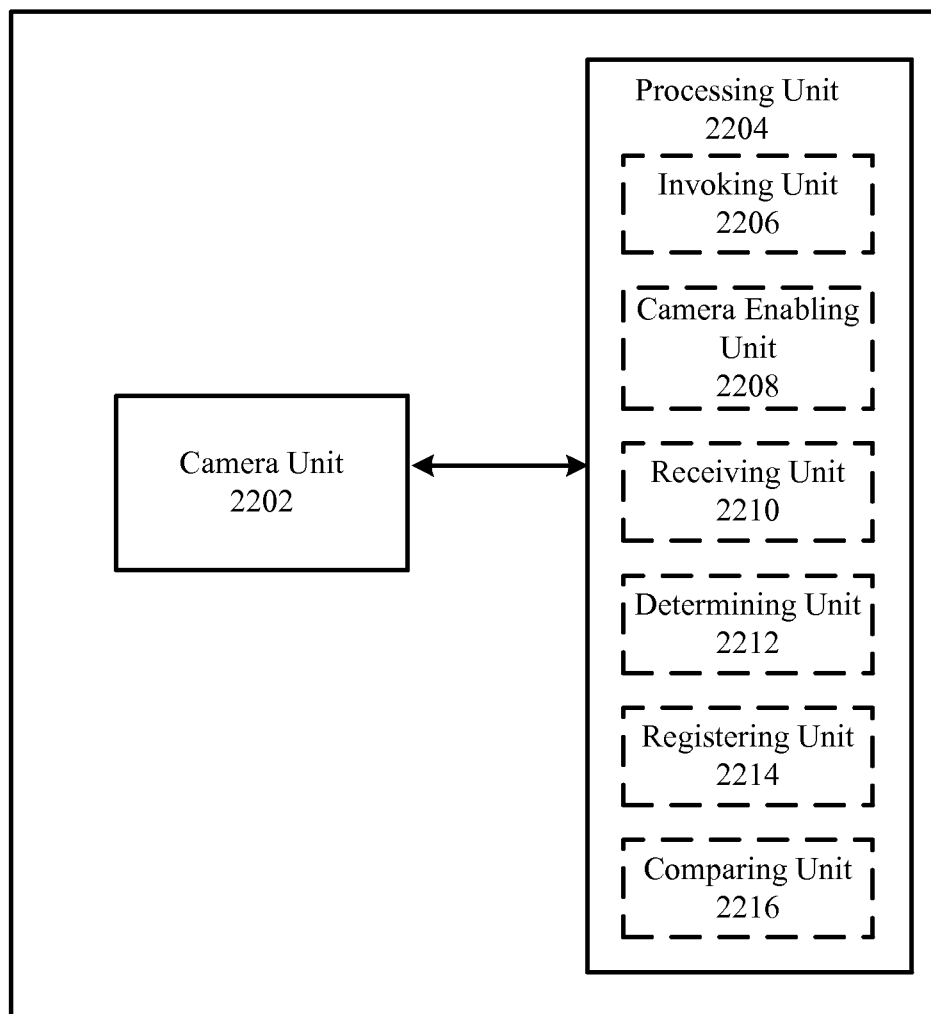 Processing Unit
2204
Invoking Unit
2206
Camera Enabling
Unit
2208
Camera Unit
2202
Receiving Unit
2210
Determining Unit
2212
Registering Unit
2214
Comparing Unit
2216